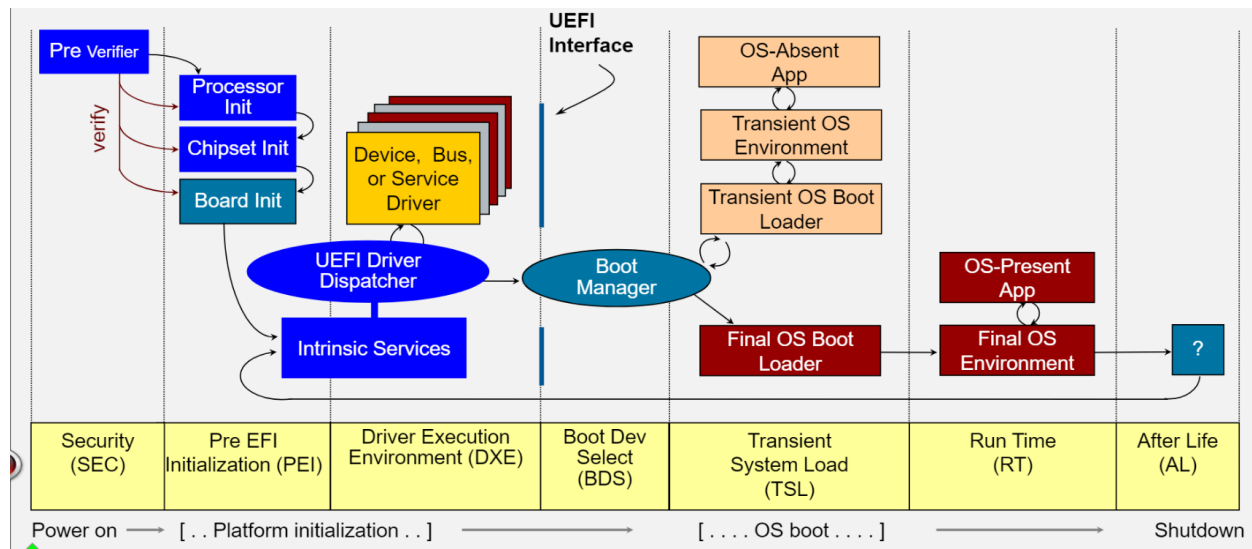 UEFI
Interface
Pre Verifier
verify
Processor
Init
Chipset Init
Board Init
Device, Bus,
or Service
Driver
UEFI Driver
Dispatcher
Intrinsic Services
Boot
Manager
OS-Absent
App
Transient OS
Environment
Transient OS Boot
Loader
Final OS Boot
Loader
OS-Present
App
Final OS
Environment
?
Security
(SEC)
Pre EFI
Initialization (PEI)
Driver Execution
Environment (DXE)
Boot Dev
Select
(BDS)
Transient
System Load
(TSL)
Run Time
(RT)
After Life
(AL)
Power on
[ . . Platform initialization . . ]
[ . . . . OS boot . . . . ]
Shutdown